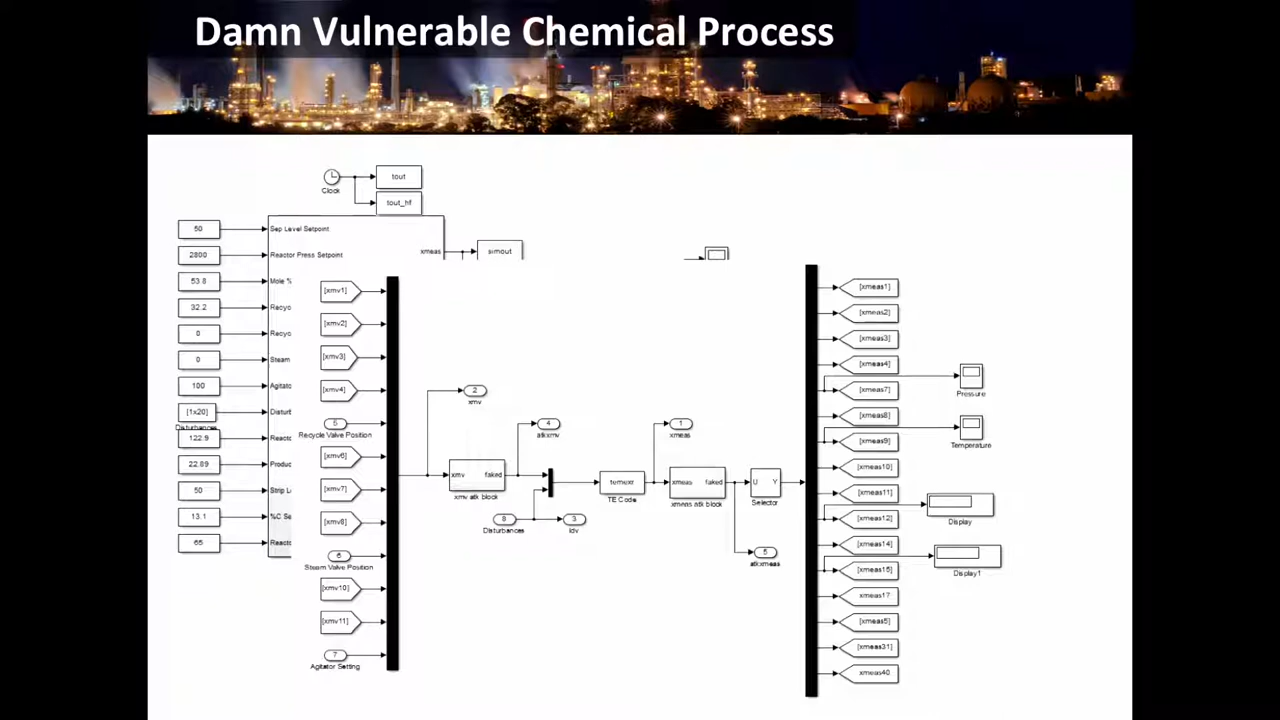 Damn Vulnerable Chemical Process
Clock
tout
tout_hf
50
Sep Level Setpoint
xmeas
simout
2800
Reactor Press Setpoint
53.8
Mole %
32.2
Recyc
0
Recyc
0
Steam
100
Agitato
[1x20]
Disturb
Disturbances
122.9
Reacto
22.89
Produc
50
Strip L
13.1
%C Se
65
Reacto
[xmv1]
[xmv2]
[xmv3]
[xmv4]
5
Recycle Valve Position
[xmv6]
[xmv7]
[xmv8]
6
Steam Valve Position
[xmv10]
[xmv11]
7
Agitator Setting
2
xmv
xmv faked
xmv atk block
4
atkxmv
8
Disturbances
3
idv
temexr
TE Code
1
xmeas
xmeas faked
xmeas atk block
U Y
Selector
5
atkxmeas
[xmeas1]
[xmeas2]
[xmeas3]
[xmeas4]
[xmeas7]
[xmeas8]
[xmeas9]
[xmeas10]
[xmeas11]
[xmeas12]
[xmeas14]
[xmeas15]
xmeas17
[xmeas5]
[xmeas31]
xmeas40
Pressure
Temperature
Display
Display1